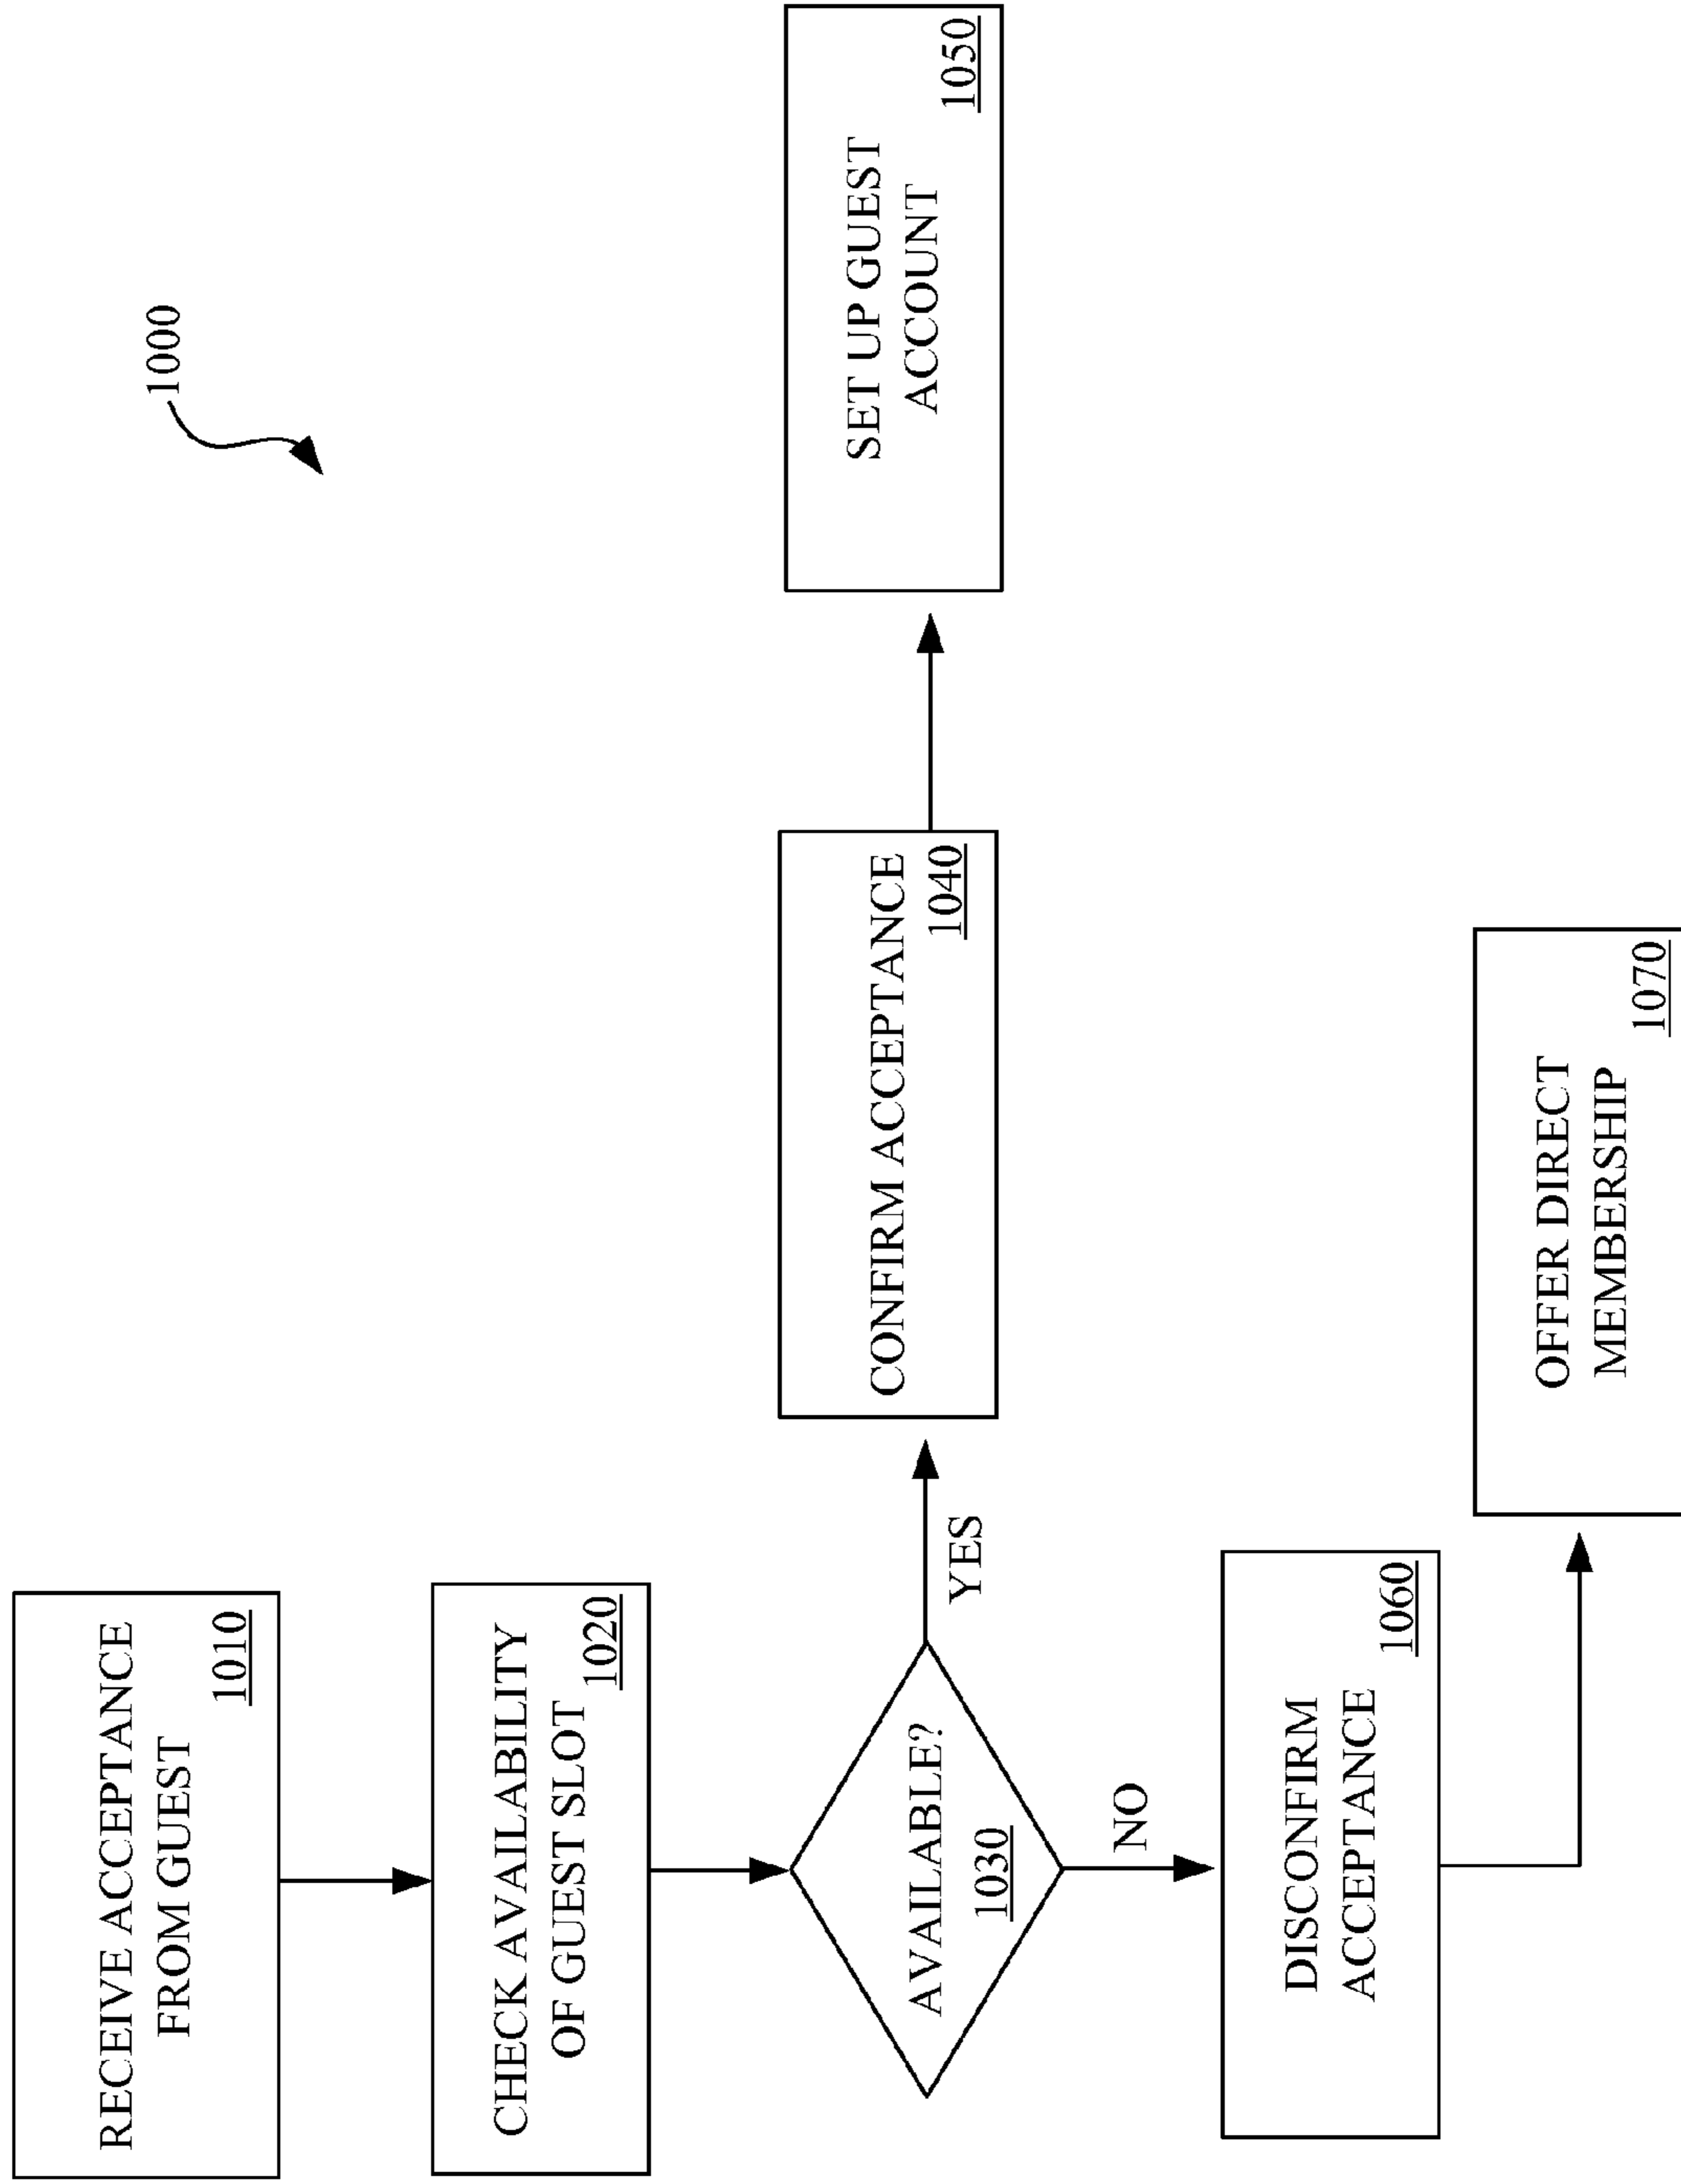 1000
RECEIVE ACCEPTANCE
FROM GUEST
1010
CHECK AVAILABILITY
OF GUEST SLOT
1020
AVAILABLE?
1030
YES
CONFIRM ACCEPTANCE
1040
SET UP GUEST
ACCOUNT
1050
NO
DISCONFIRM
ACCEPTANCE
1060
OFFER DIRECT
MEMBERSHIP
1070